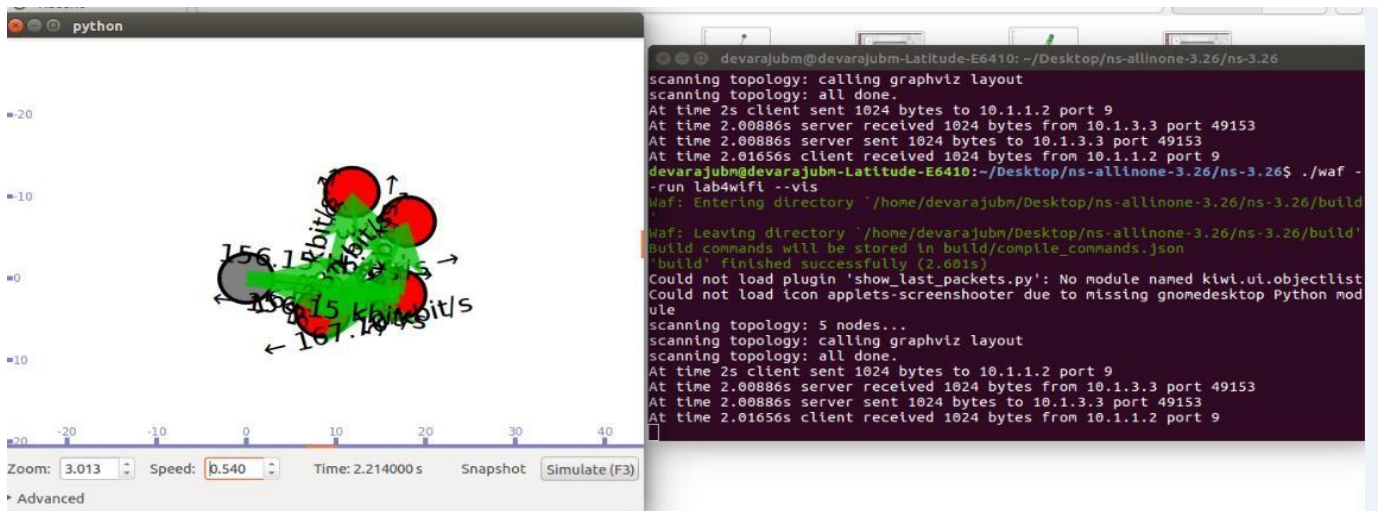 python
-20
-10
0
10
20
-20
-10
0
10
20
30
40
156.15
kbit/s
kbit/s
156.15 kbit/s
kbit/s
← 167.
Zoom: 3.013 Speed: 0.540 Time: 2.214000 s Snapshot Simulate (F3)
Advanced
devarajubm@devarajubm-Latitude-E6410: ~/Desktop/ns-allinone-3.26/ns-3.26
scanning topology: calling graphviz layout
scanning topology: all done.
At time 2s client sent 1024 bytes to 10.1.1.2 port 9
At time 2.00886s server received 1024 bytes from 10.1.3.3 port 49153
At time 2.00886s server sent 1024 bytes to 10.1.3.3 port 49153
At time 2.01656s client received 1024 bytes from 10.1.1.2 port 9
devarajubm@devarajubm-Latitude-E6410:~/Desktop/ns-allinone-3.26/ns-3.26$ ./waf -
-run lab4wifi --vis
Waf: Entering directory `/home/devarajubm/Desktop/ns-allinone-3.26/ns-3.26/build
'
Waf: Leaving directory `/home/devarajubm/Desktop/ns-allinone-3.26/ns-3.26/build'
Build commands will be stored in build/compile_commands.json
'build' finished successfully (2.601s)
Could not load plugin 'show_last_packets.py': No module named kiwi.ui.objectlist
Could not load icon applets-screenshooter due to missing gnomedesktop Python mod
ule
scanning topology: 5 nodes...
scanning topology: calling graphviz layout
scanning topology: all done.
At time 2s client sent 1024 bytes to 10.1.1.2 port 9
At time 2.00886s server received 1024 bytes from 10.1.3.3 port 49153
At time 2.00886s server sent 1024 bytes to 10.1.3.3 port 49153
At time 2.01656s client received 1024 bytes from 10.1.1.2 port 9